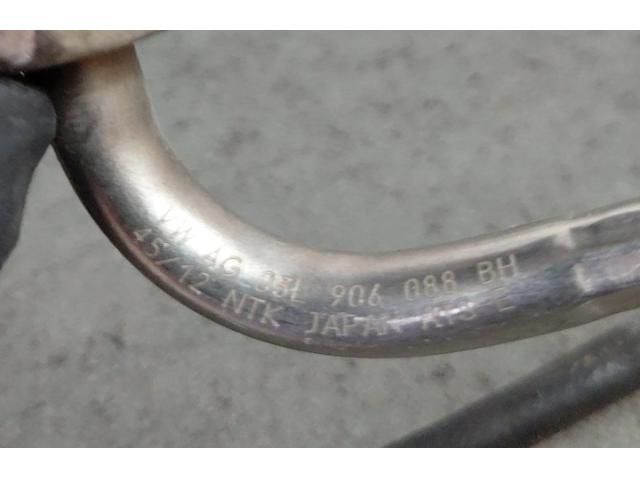 VW AG 03L 906 088 BH
45/12 NTK JAPAN